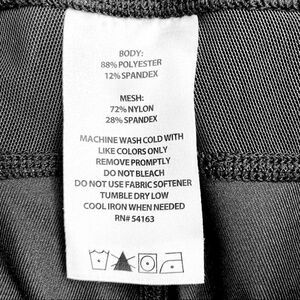 BODY:
88% POLYESTER
12% SPANDEX
MESH:
72% NYLON
28% SPANDEX
MACHINE WASH COLD WITH
LIKE COLORS ONLY
REMOVE PROMPTLY
DO NOT BLEACH
DO NOT USE FABRIC SOFTENER
TUMBLE DRY LOW
COOL IRON WHEN NEEDED
RN# 54163